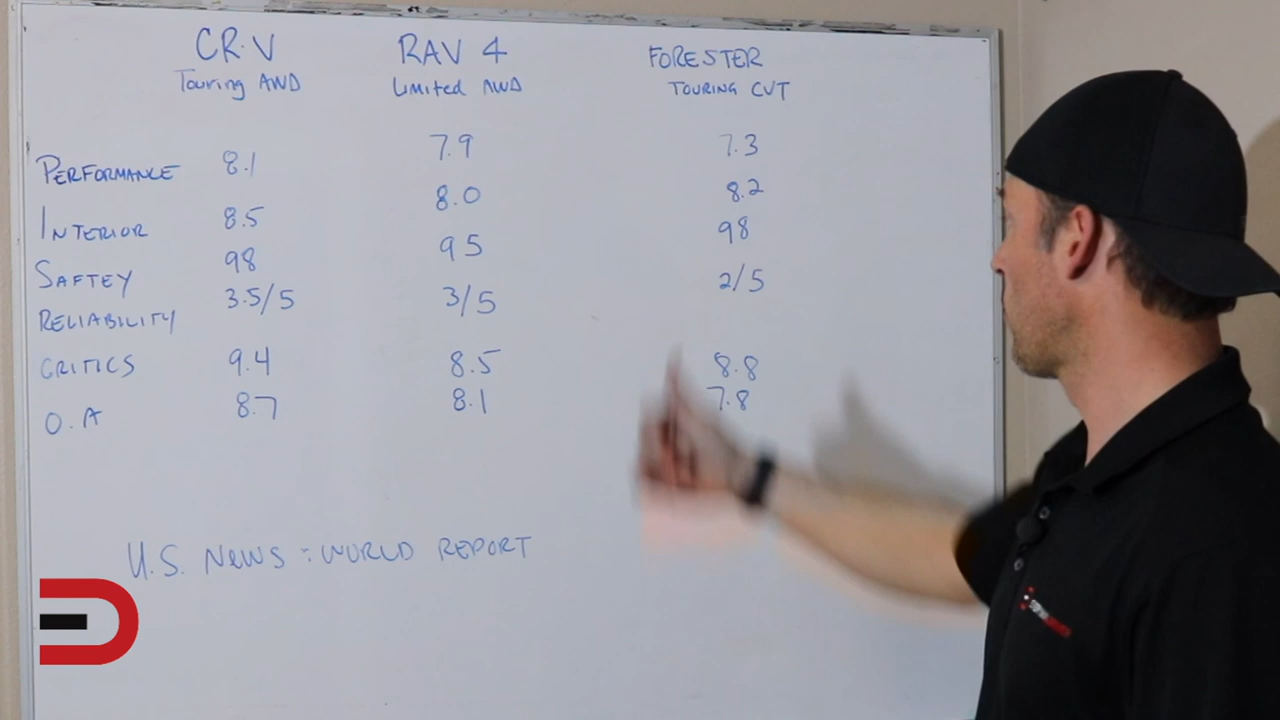 CR-V RAV 4 FORESTER
Touring AWD Limited AWD TOURING CVT
PERFORMANCE 8.1 7.9 7.3
INTERIOR 8.5 8.0 8.2
SAFTEY 98 95 98
RELIABILITY 3.5/5 3/5 2/5
CRITICS 9.4 8.5 8.8
O.A 8.7 8.1 7.8
U.S. NEWS : WORLD REPORT